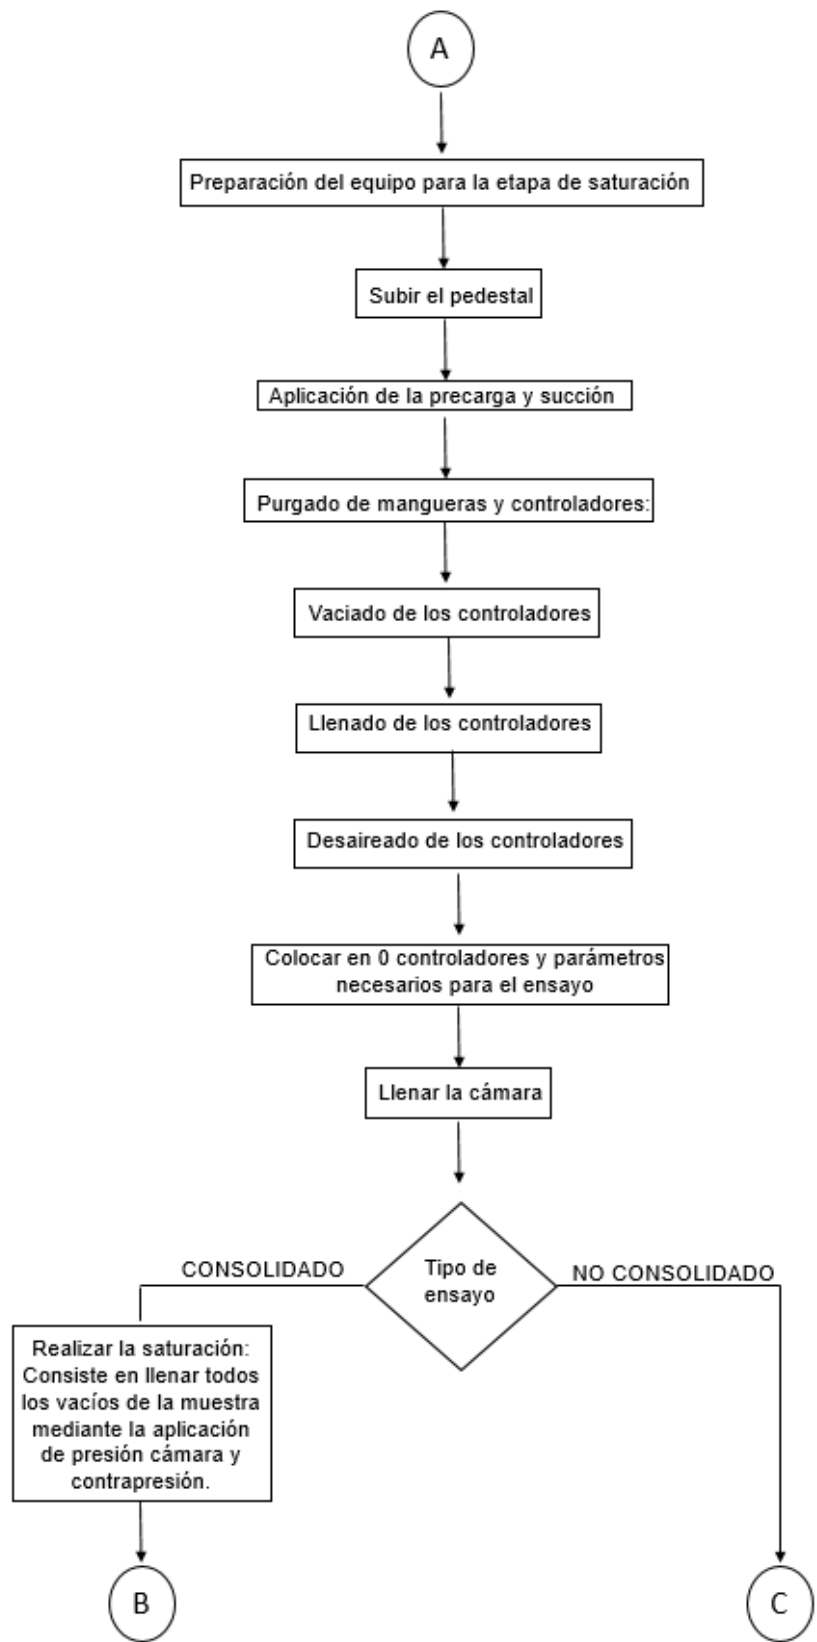 A
Preparación del equipo para la etapa de saturación
Subir el pedestal
Aplicación de la precarga y succión
Purgado de mangueras y controladores:
Vaciado de los controladores
Llenado de los controladores
Desaireado de los controladores
Colocar en 0 controladores y parámetros
necesarios para el ensayo
Llenar la cámara
Tipo de
ensayo
CONSOLIDADO
NO CONSOLIDADO
Realizar la saturación:
Consiste en llenar todos
los vacíos de la muestra
mediante la aplicación
de presión cámara y
contrapresión.
B
C